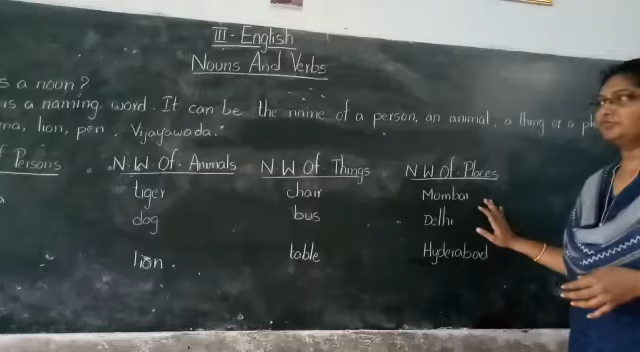 III - English
Nouns And Verbs
s a noun?
is a naming word. It can be the name of a person, an animal, a thing or a pl
na, lion, pen. Vijayawada.
f Persons N.W Of Animals N W Of Things N W Of Places
tiger chair Mombai
a dog bus Delhi
lion. table Hyderabad